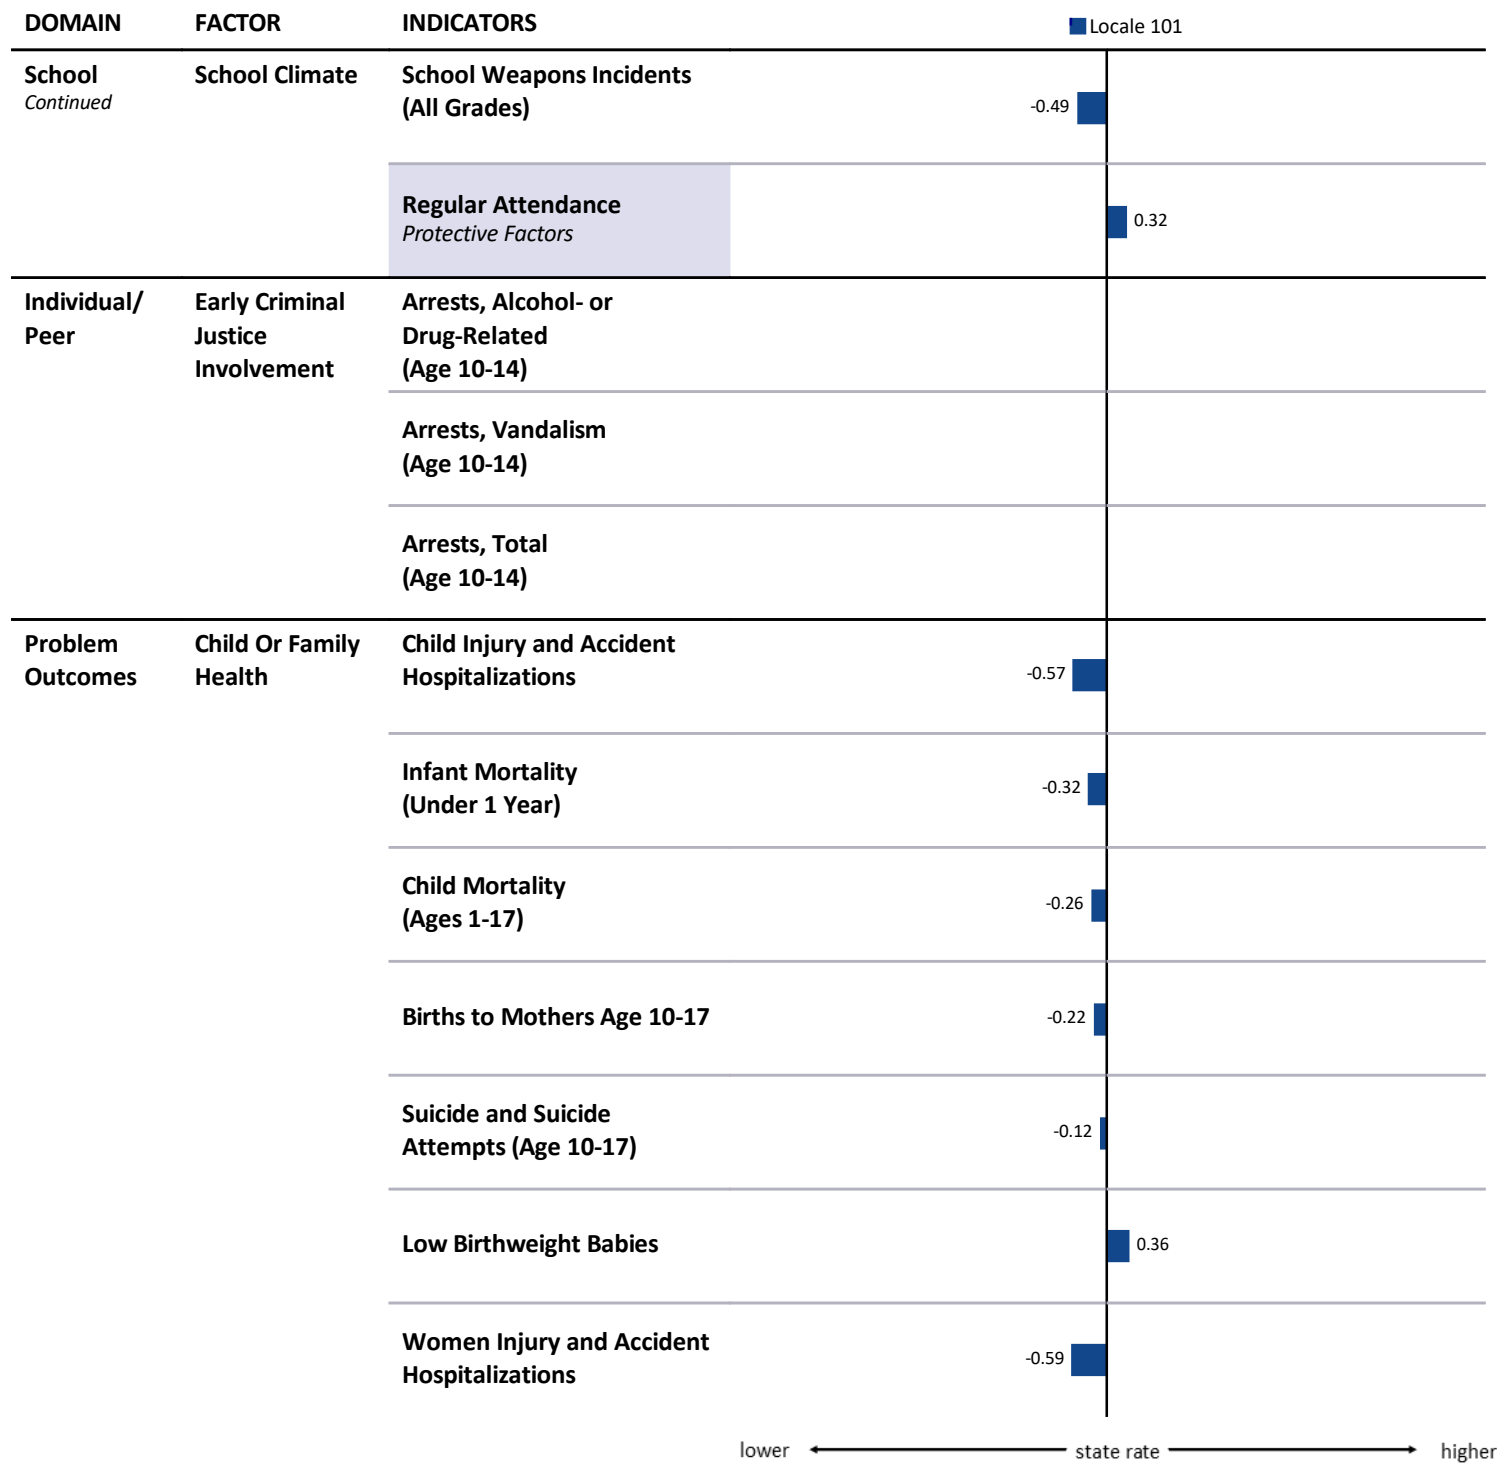 DOMAIN FACTOR INDICATORS Locale 101
School School Climate School Weapons Incidents
Continued
(All Grades)
-0.49
Regular Attendance
Protective Factors
0.32
Individual/ Early Criminal Arrests, Alcohol- or
Peer Justice Drug-Related
Involvement (Age 10-14)
Arrests, Vandalism
(Age 10-14)
Arrests, Total
(Age 10-14)
Problem Child Or Family Child Injury and Accident
Outcomes Health Hospitalizations
-0.57
Infant Mortality
(Under 1 Year)
-0.32
Child Mortality
(Ages 1-17)
-0.26
Births to Mothers Age 10-17
-0.22
Suicide and Suicide
Attempts (Age 10-17)
-0.12
Low Birthweight Babies
0.36
Women Injury and Accident
Hospitalizations
-0.59
lower state rate higher